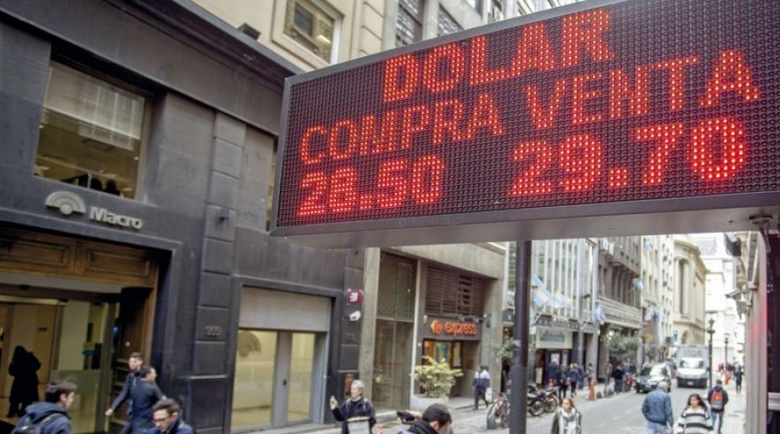 DOLAR
COMPRA VENTA
28.50 29.70
Macro
express